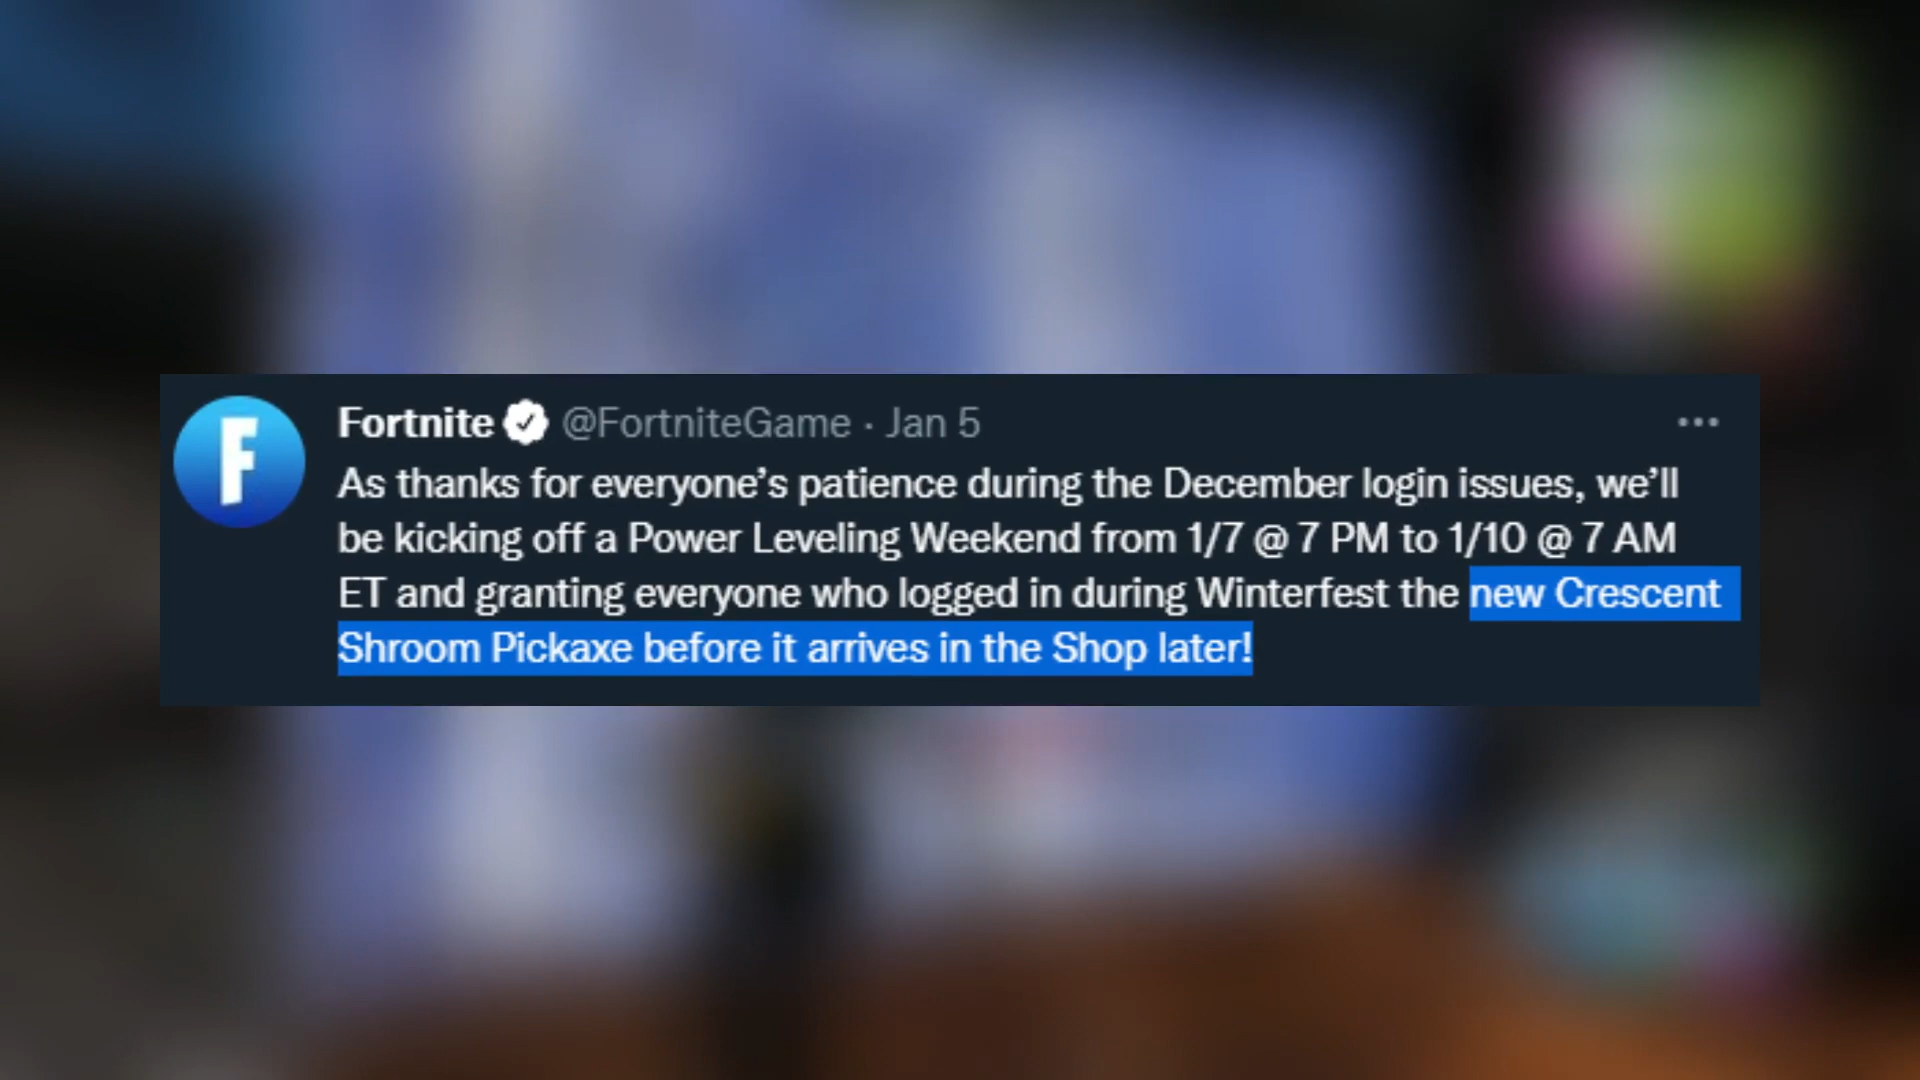 Fortnite @FortniteGame · Jan 5
As thanks for everyone’s patience during the December login issues, we’ll
be kicking off a Power Leveling Weekend from 1/7 @ 7 PM to 1/10 @ 7 AM
ET and granting everyone who logged in during Winterfest the new Crescent
Shroom Pickaxe before it arrives in the Shop later!